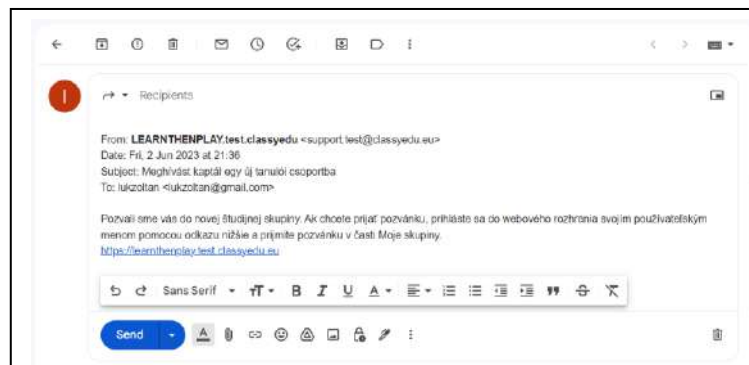 I
Recipients
From: LEARNTHENPLAY.test.classyedu <support.test@classyedu.eu>
Date: Fri, 2 Jun 2023 at 21:36
Subject: Meghívást kaptál egy új tanulói csoportba
To: lukzoltan <lukzoltan@gmail.com>
Pozvali sme vás do novej študijnej skupiny. Ak chcete prijať pozvánku, prihláste sa do webového rozhrania svojím používateľským
menom pomocou odkazu nižšie a prijmite pozvánku v časti Moje skupiny.
https://learnthenplay.test.classyedu.eu
Sans Serif
Send